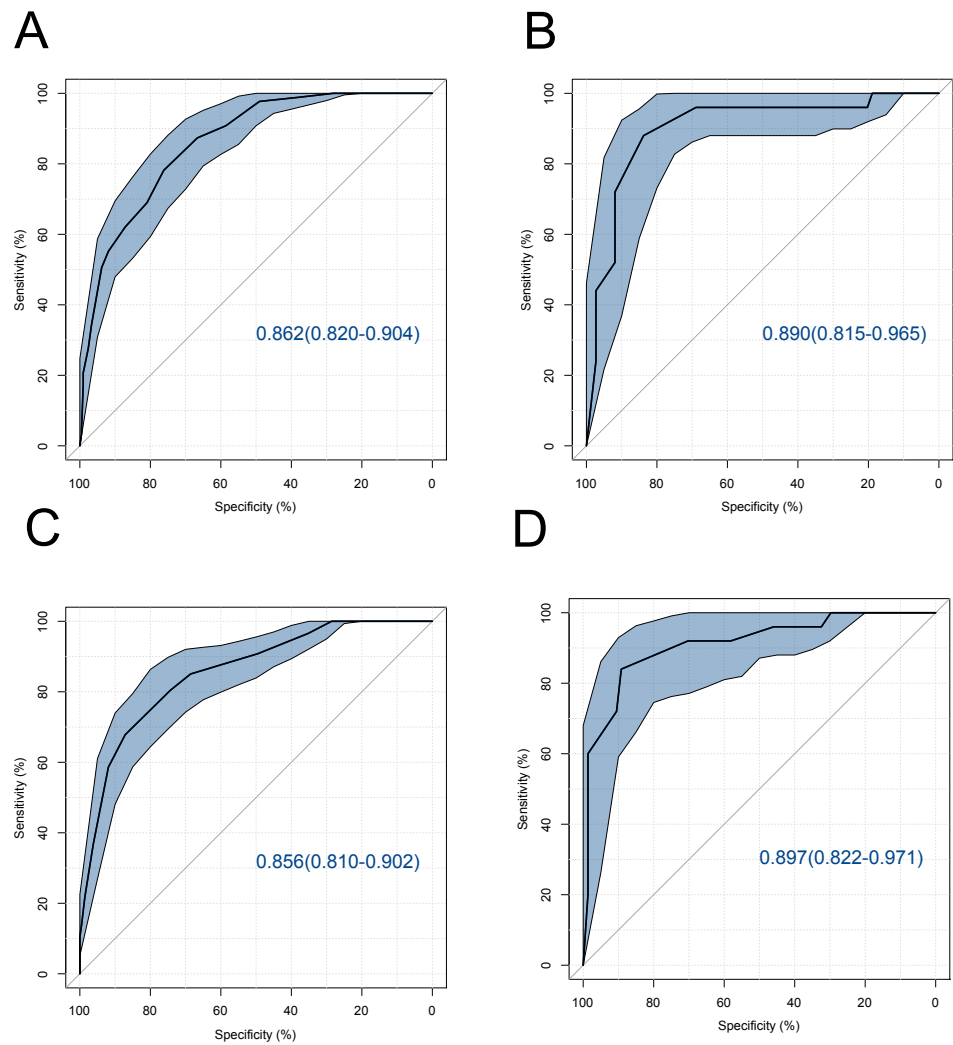 A
B
100
80
60
40
20
0
Sensitivity (%)
0.862(0.820-0.904)
100 80 60 40 20 0
Specificity (%)
100
80
60
40
20
0
Sensitivity (%)
0.890(0.815-0.965)
100 80 60 40 20 0
Specificity (%)
C
D
100
80
60
40
20
0
Sensitivity (%)
0.856(0.810-0.902)
100 80 60 40 20 0
Specificity (%)
100
80
60
40
20
0
Sensitivity (%)
0.897(0.822-0.971)
100 80 60 40 20 0
Specificity (%)